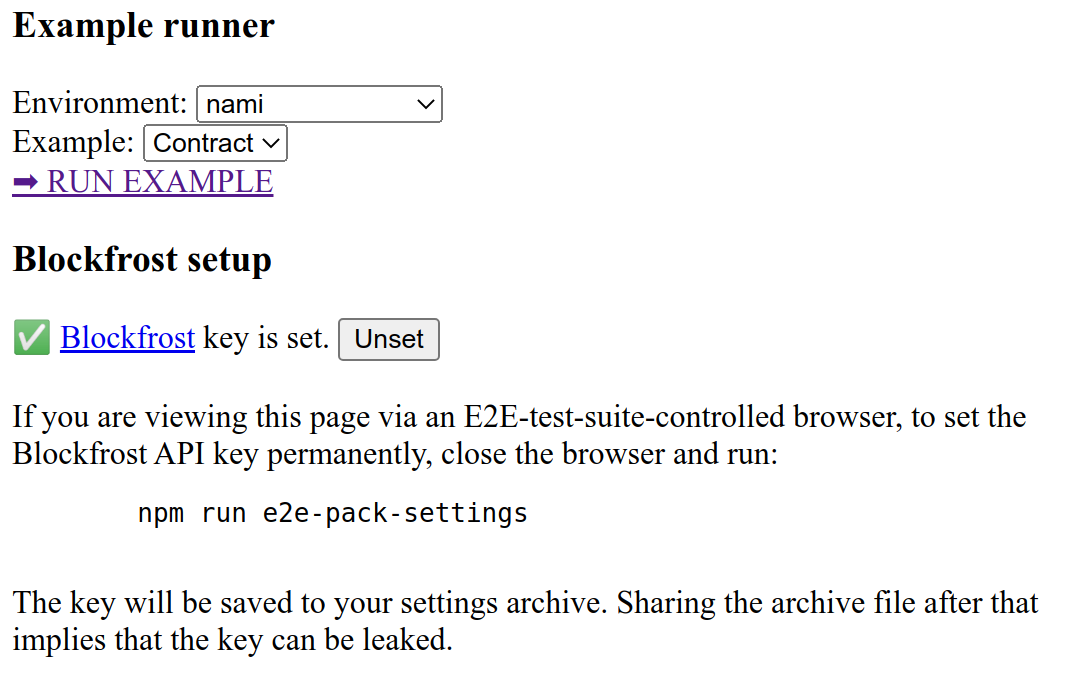 Example runner
Environment: nami
Example: Contract
➡ RUN EXAMPLE
Blockfrost setup
✅ Blockfrost key is set. Unset
If you are viewing this page via an E2E-test-suite-controlled browser, to set the
Blockfrost API key permanently, close the browser and run:
npm run e2e-pack-settings
The key will be saved to your settings archive. Sharing the archive file after that
implies that the key can be leaked.